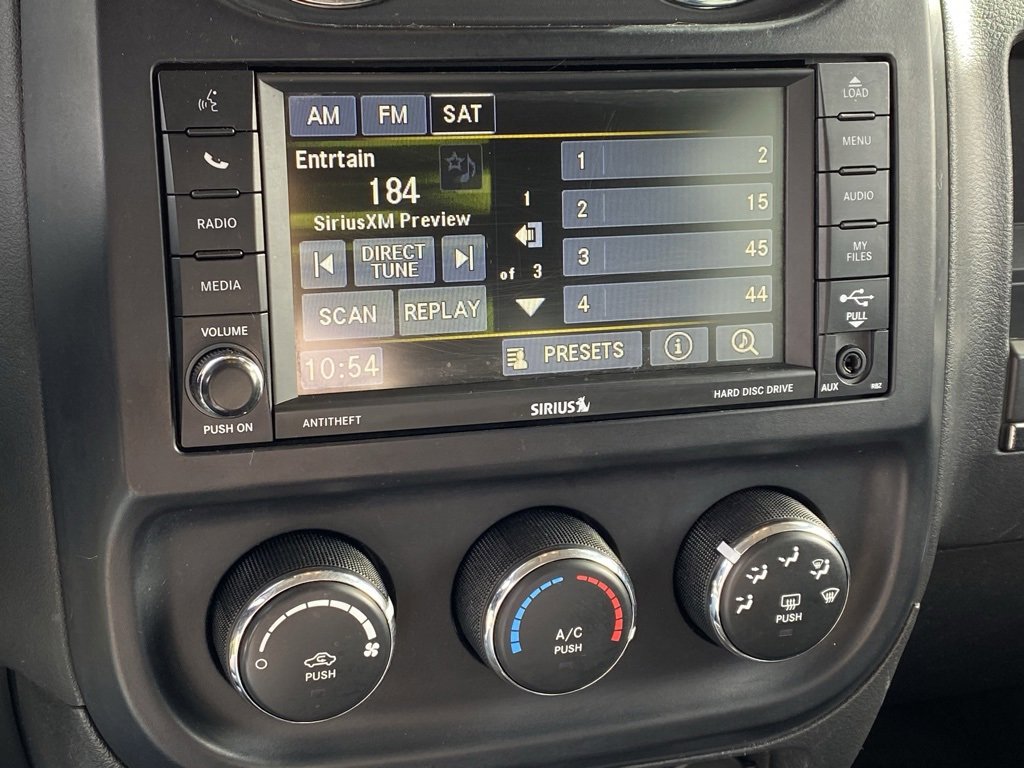 LOAD
AM FM SAT
MENU
Entrtain
1 2
184
SiriusXM Preview
1
2 15
RADIO
AUDIO
DIRECT
TUNE
3 45
of 3
MY
FILES
MEDIA
SCAN REPLAY
4 44
PULL
VOLUME
10:54
PRESETS
PUSH ON
ANTITHEFT
SIRIUS
HARD DISC DRIVE
AUX
RBZ
PUSH
A/C
PUSH
PUSH